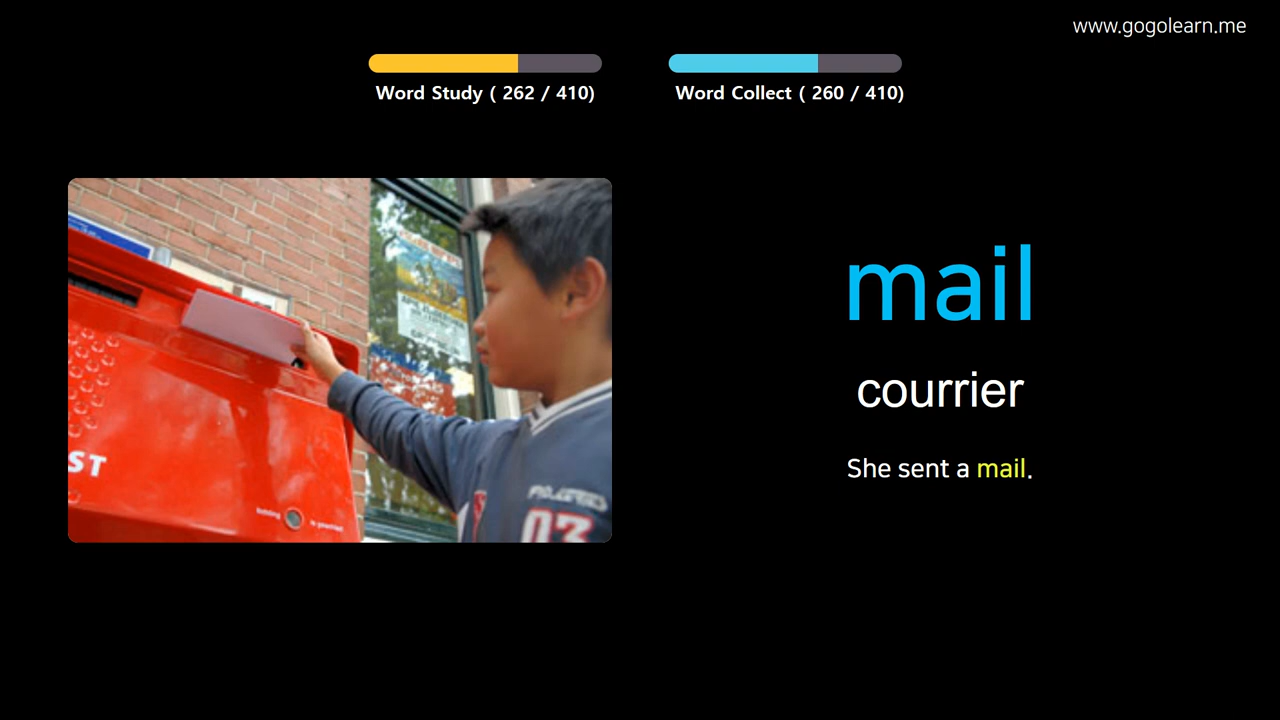 www.gogolearn.me
Word Study ( 262 / 410)
Word Collect ( 260 / 410)
mail
courrier
She sent a mail.
ST
03